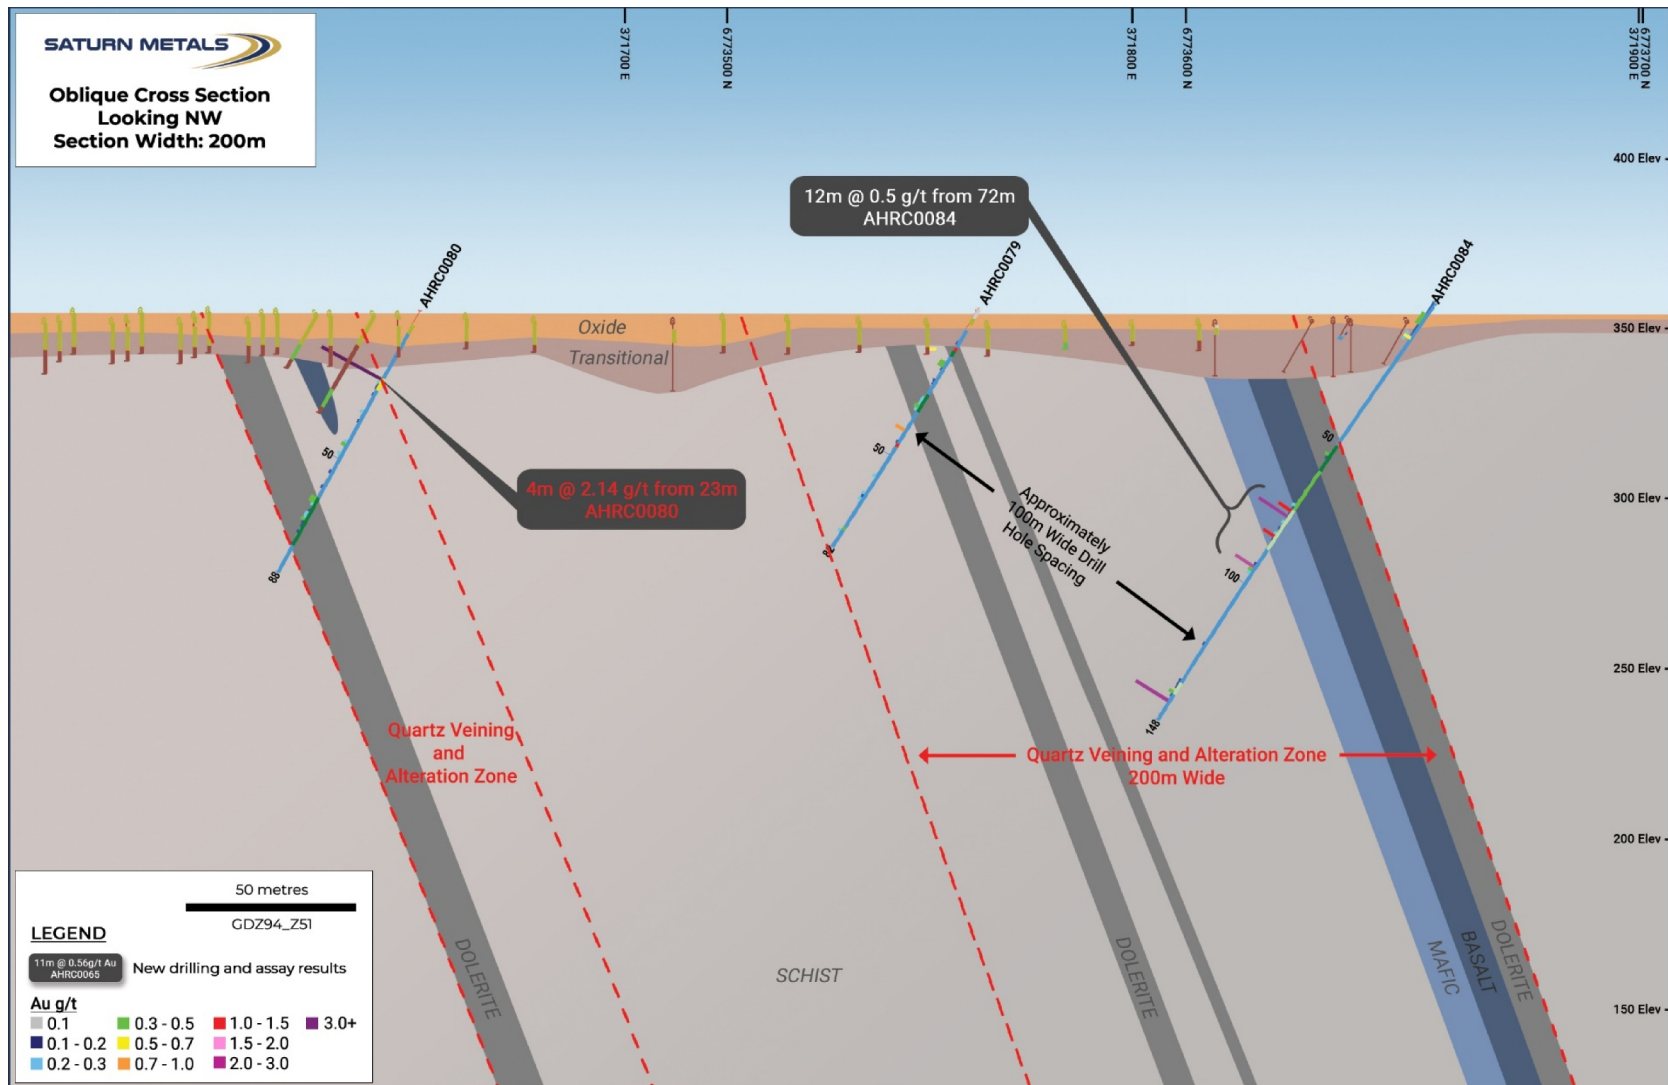 SATURN METALS
Oblique Cross Section
Looking NW
Section Width: 200m
371700 E
6773500 N
371800 E
6773600 N
6773700 N
371900 E
400 Elev
350 Elev
300 Elev
250 Elev
200 Elev
150 Elev
12m @ 0.5 g/t from 72m
AHRC0084
AHRC0080
AHRC0079
AHRC0084
Oxide
Transitional
50
88
50
82
50
100
148
4m @ 2.14 g/t from 23m
AHRC0080
Approximately
100m Wide Drill
Hole Spacing
Quartz Veining
and
Alteration Zone
Quartz Veining and Alteration Zone
200m Wide
DOLERITE
SCHIST
DOLERITE
MAFIC
BASALT
DOLERITE
50 metres
GDZ94_Z51
LEGEND
11m @ 0.56g/t Au
AHRC0065
New drilling and assay results
Au g/t
0.1
0.3 - 0.5
1.0 - 1.5
3.0+
0.1 - 0.2
0.5 - 0.7
1.5 - 2.0
0.2 - 0.3
0.7 - 1.0
2.0 - 3.0